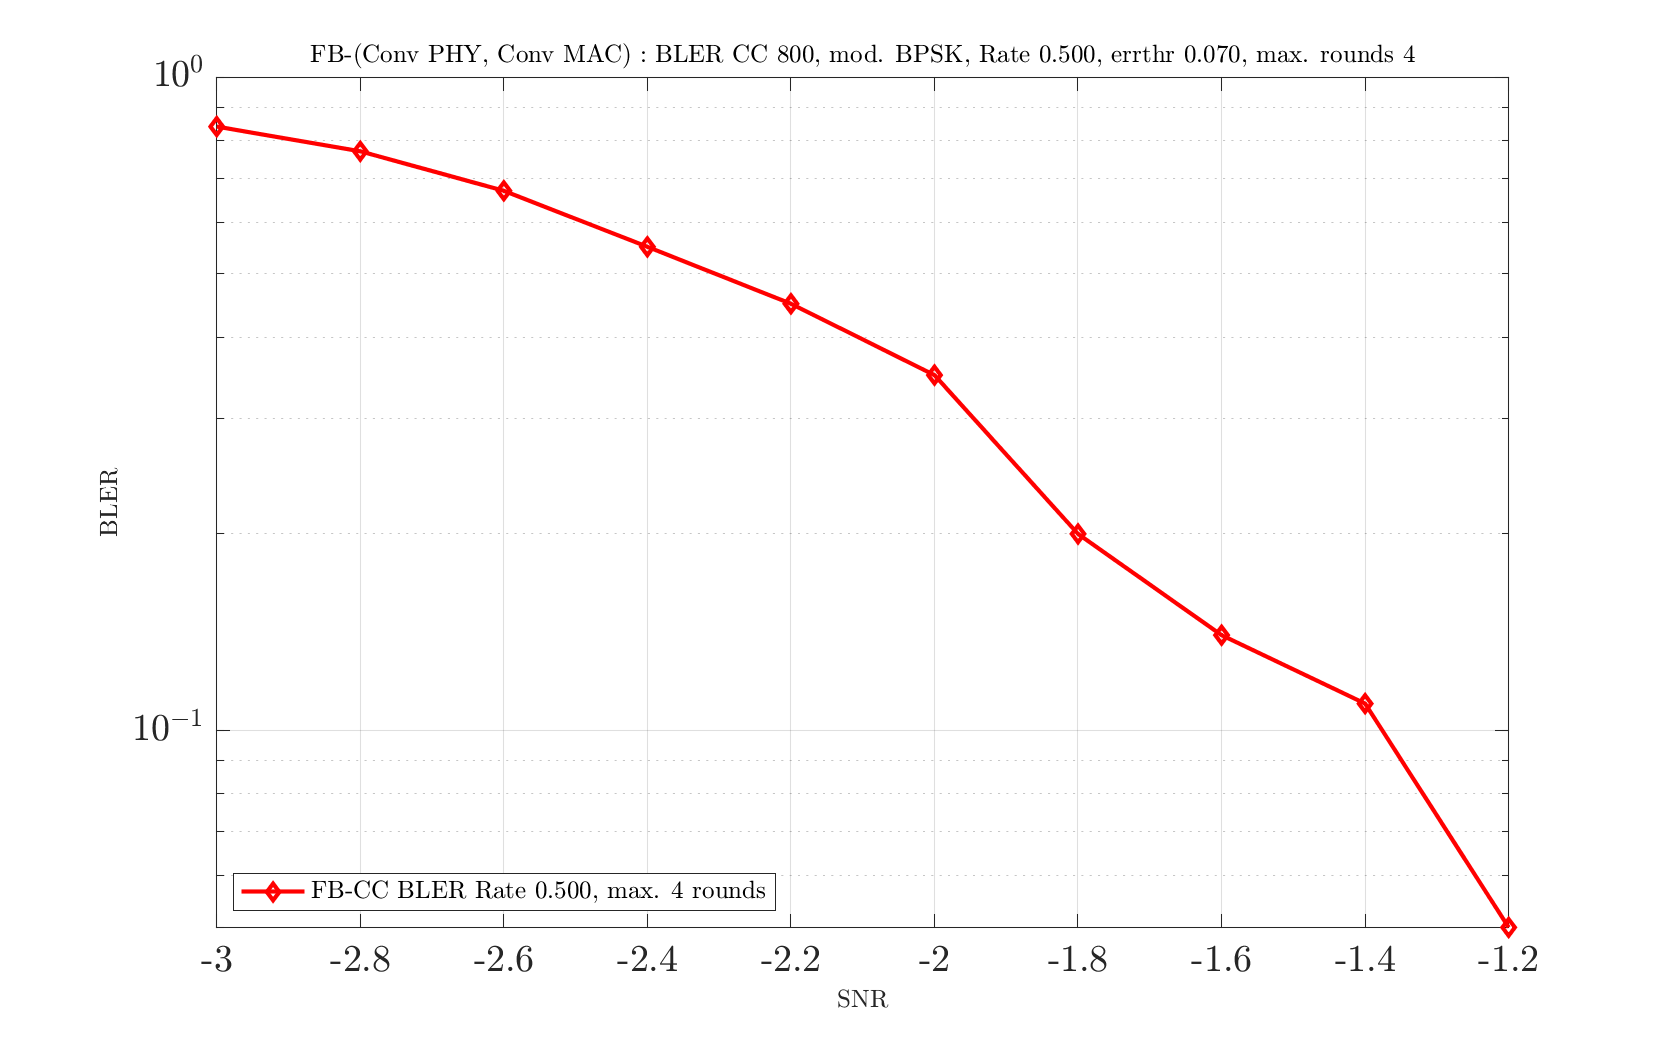 FB-(Conv PHY, Conv MAC) : BLER CC 800, mod. BPSK, Rate 0.500, errthr 0.070, max. rounds 4
10⁰
BLER
10⁻¹
FB-CC BLER Rate 0.500, max. 4 rounds
-3 -2.8 -2.6 -2.4 -2.2 -2 -1.8 -1.6 -1.4 -1.2
SNR